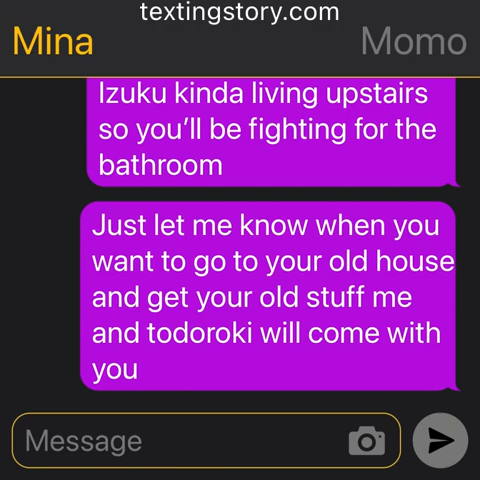 textingstory.com
Mina Momo
Izuku kinda living upstairs
so you’ll be fighting for the
bathroom
Just let me know when you
want to go to your old house
and get your old stuff me
and todoroki will come with
you
Message